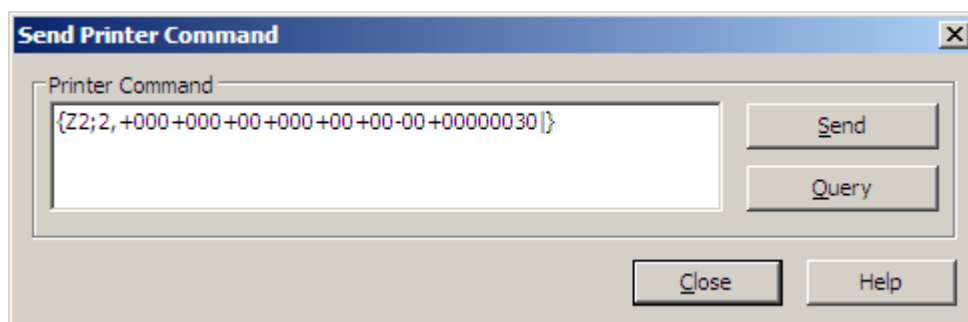 Send Printer Command
Printer Command
{Z2;2,+000+000+00+000+00+00-00+00000030|}
Send
Query
Close
Help